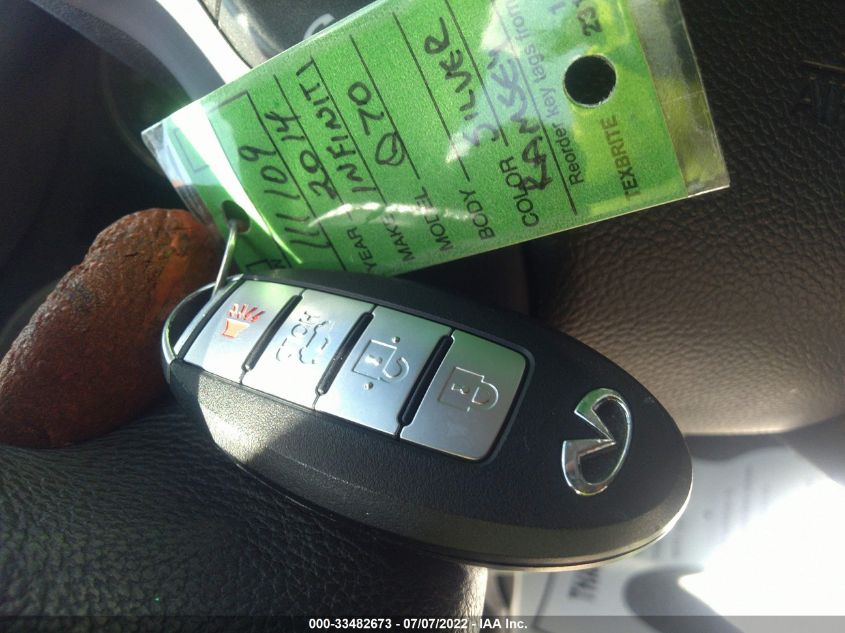 111109
YEAR 2014
MAKE INFINITI
MODEL Q70
BODY
COLOR SILVER
RAMSEY
Reorder key tags from
TEXBRITE
HOLD
000-33482673 - 07/07/2022 - IAA Inc.